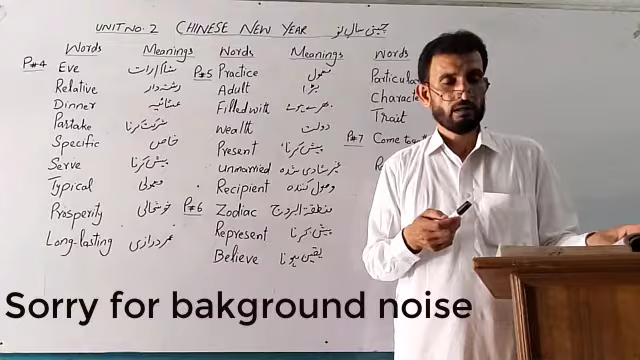 UNIT NO. 2 CHINESE NEW YEAR چینی سال نو
Words Meanings Words Meanings Words
P#4 Eve شام/رات P#5 Practice معمول Particular
Relative رشتہ دار Adult بڑا Characte
Dinner عشائیہ Filled with بھرے ہوئے Trait
Partake شرکت کرنا Wealth دولت P#7 Come toge
Specific خاص Present پیش کرنا
Serve پیش کرنا Unmarried غیر شادی شدہ
Typical معمولی Recipient وصول کنندہ
Prosperity خوشحالی P#6 Zodiac منطقۃ البروج
Long-lasting عمر درازی Represent پیش کرنا
Believe یقین ہونا
Sorry for bakground noise